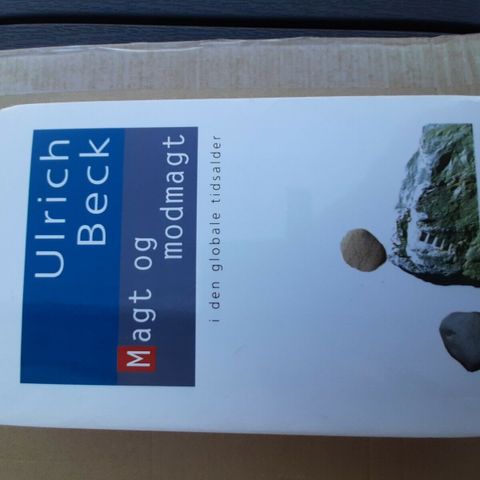 Ulrich
Beck
Magt og
modmagt
i den globale tidsalder